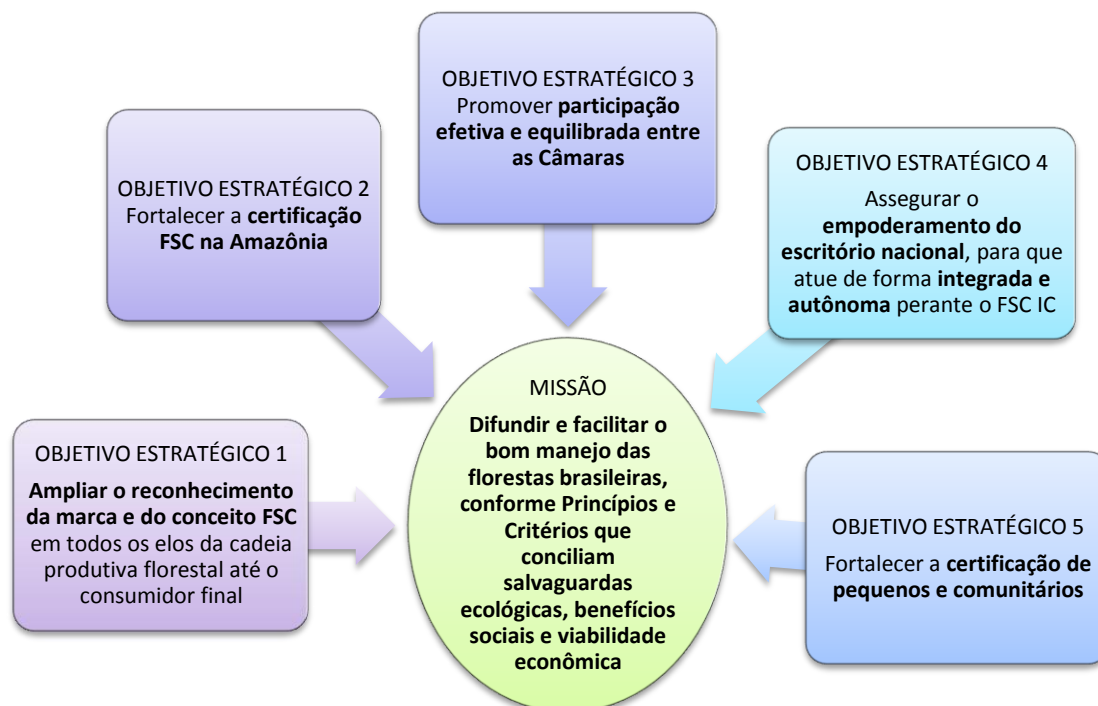 OBJETIVO ESTRATÉGICO 1
Ampliar o reconhecimento
da marca e do conceito FSC
em todos os elos da cadeia
produtiva florestal até o
consumidor final
OBJETIVO ESTRATÉGICO 2
Fortalecer a certificação
FSC na Amazônia
OBJETIVO ESTRATÉGICO 3
Promover participação
efetiva e equilibrada entre
as Câmaras
OBJETIVO ESTRATÉGICO 4
Assegurar o
empoderamento do
escritório nacional, para que
atue de forma integrada e
autônoma perante o FSC IC
OBJETIVO ESTRATÉGICO 5
Fortalecer a certificação de
pequenos e comunitários
MISSÃO
Difundir e facilitar o
bom manejo das
florestas brasileiras,
conforme Princípios e
Critérios que
conciliam
salvaguardas
ecológicas, benefícios
sociais e viabilidade
econômica